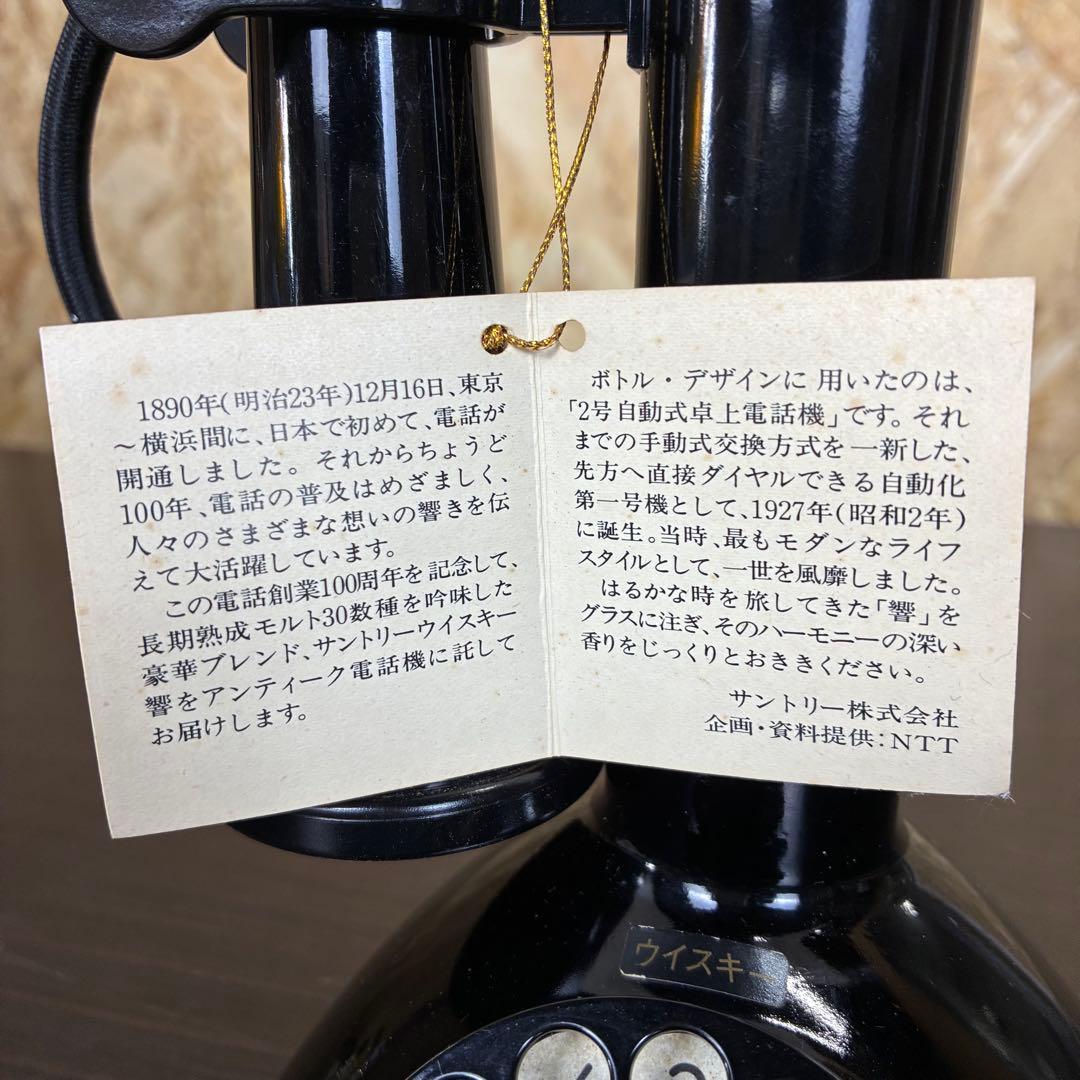 1890年(明治23年)12月16日、東京
～横浜間に、日本で初めて、電話が
開通しました。それからちょうど
100年、電話の普及はめざましく、
人々のさまざまな想いの響きを伝
えて大活躍しています。
この電話創業100周年を記念して、
長期熟成モルト30数種を吟味した
豪華ブレンド、サントリーウイスキー
響をアンティーク電話機に託して
お届けします。
ボトル・デザインに用いたのは、
「2号自動式卓上電話機」です。それ
までの手動式交換方式を一新した、
先方へ直接ダイヤルできる自動化
第一号機として、1927年(昭和2年)
に誕生。当時、最もモダンなライフ
スタイルとして、一世を風靡しました。
はるかな時を旅してきた「響」を
グラスに注ぎ、そのハーモニーの深い
香りをじっくりとおききください。
サントリー株式会社
企画・資料提供:NTT
ウイスキー